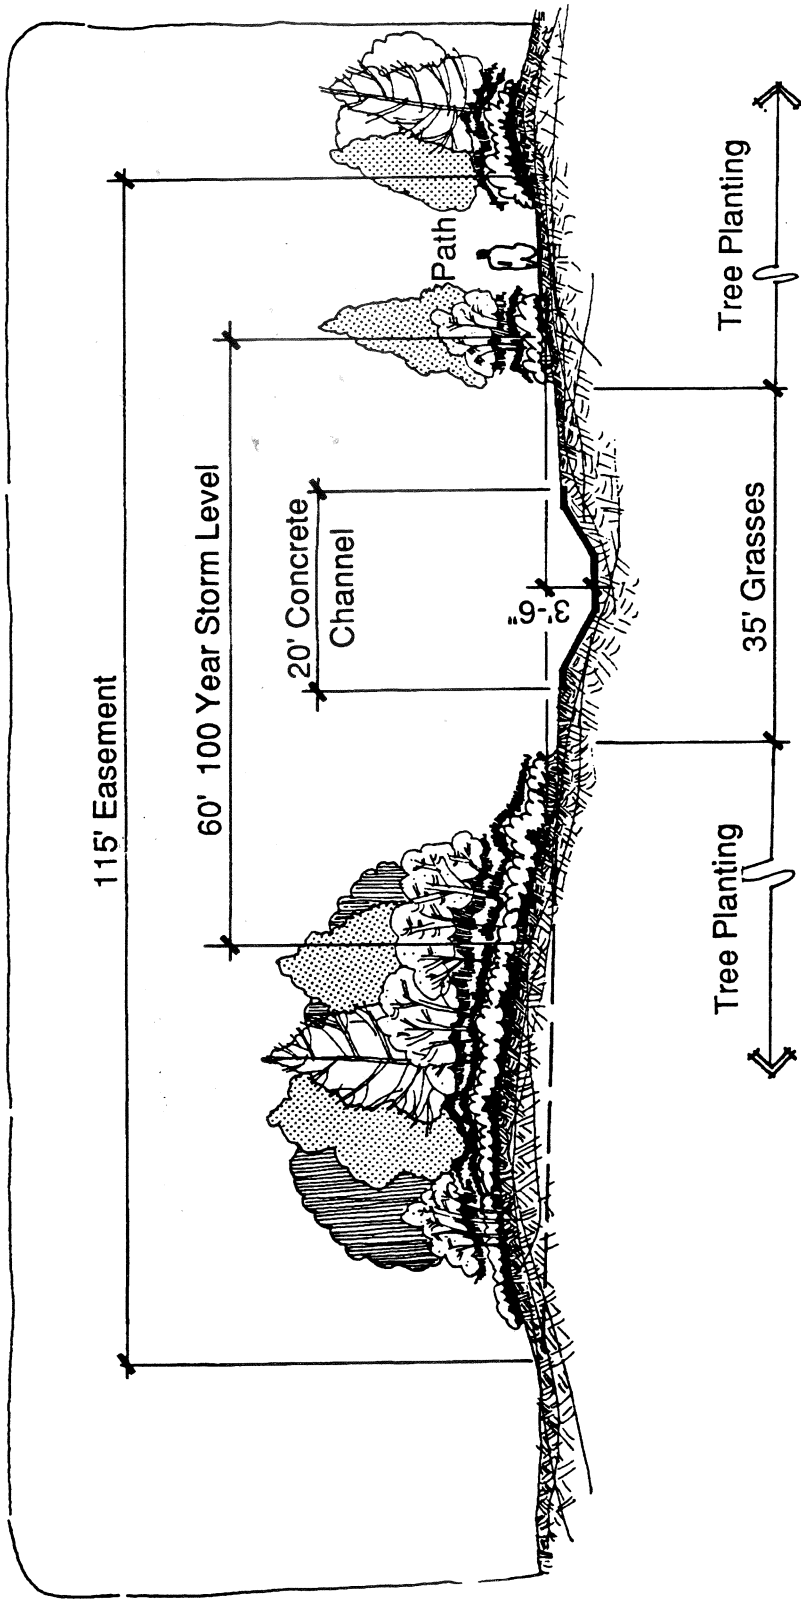 115' Easement
60' 100 Year Storm Level
20' Concrete
Channel
Path
3'-6"
Tree Planting
35' Grasses
Tree Planting